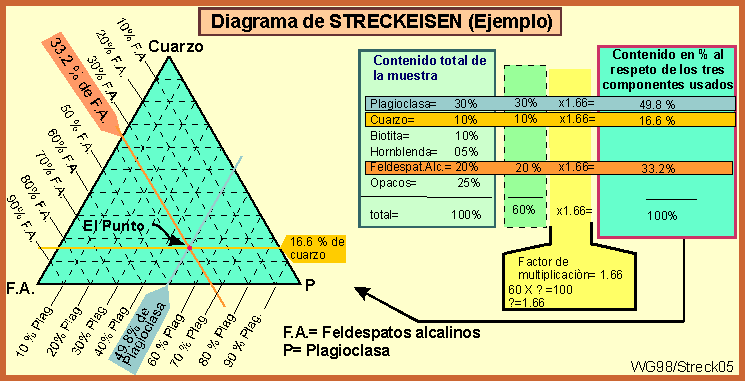 Diagrama de STRECKEISEN (Ejemplo)
Cuarzo
10% F.A.
20% F.A.
30% F.A.
33.2 % de F.A.
50 % F.A.
60% F.A.
70% F.A.
80% F.A.
90% F.A.
El Punto
16.6 % de
cuarzo
F.A.
P
10 % Plag
20% Plag
30% Plag
40% Plag
49.8% de
Plagioclasa
60 % Plag
70 % Plag
80 % Plag
90 % Plag
Contenido total de
la muestra
Plagioclasa= 30% 30% x1.66= 49.8 %
Cuarzo= 10% 10% x1.66= 16.6 %
Biotita= 10%
Hornblenda= 05%
Feldespat.Alc.= 20% 20 % x1.66= 33.2%
Opacos= 25%
total= 100% 60% x1.66= 100%
Contenido en % al
respeto de los tres
componentes usados
Factor de
multiplicaciòn= 1.66
60 X ? =100
?=1.66
F.A.= Feldespatos alcalinos
P= Plagioclasa
WG98/Streck05